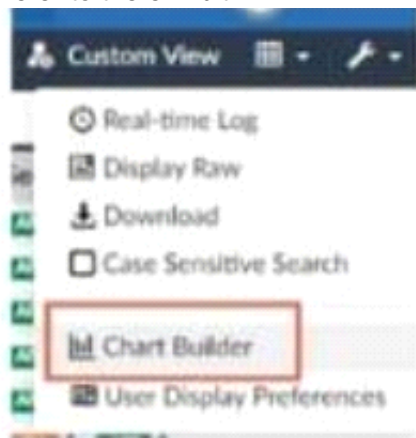 Custom View
Real-time Log
Display Raw
Download
Case Sensitive Search
Chart Builder
User Display Preferences